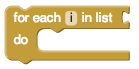 for each i in list
do